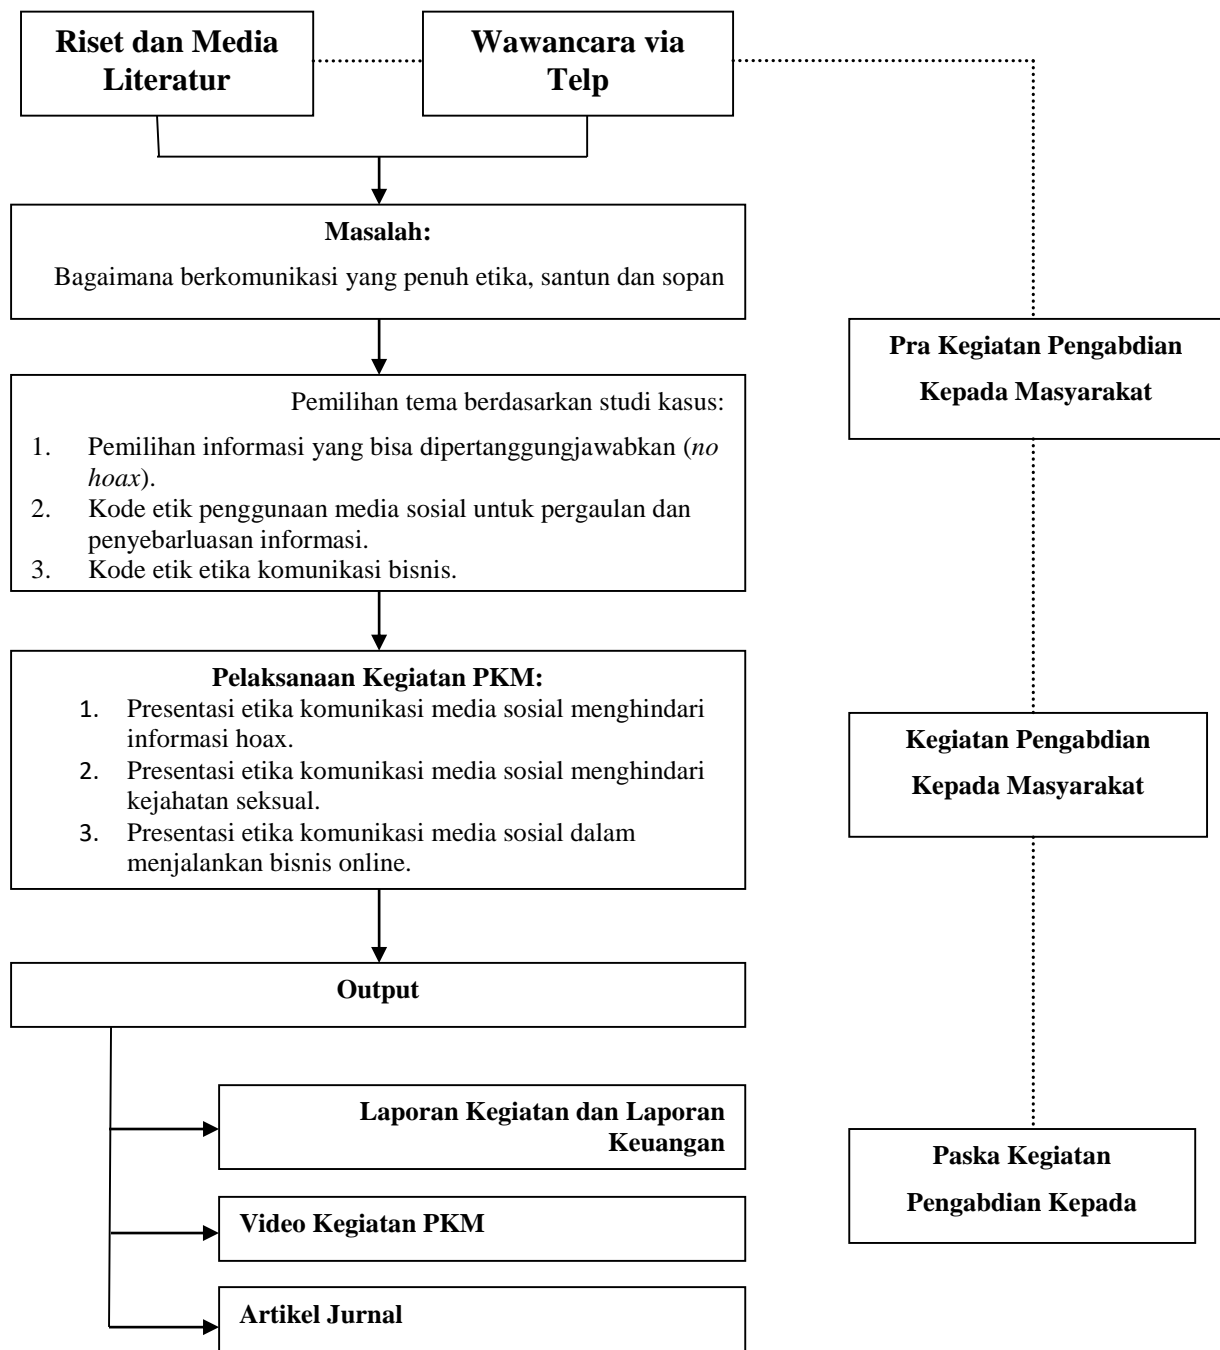 Riset dan Media
Literatur
Wawancara via
Telp
Masalah:
Bagaimana berkomunikasi yang penuh etika, santun dan sopan
Pemilihan tema berdasarkan studi kasus:
1. Pemilihan informasi yang bisa dipertanggungjawabkan (no
hoax).
2. Kode etik penggunaan media sosial untuk pergaulan dan
penyebarluasan informasi.
3. Kode etik etika komunikasi bisnis.
Pelaksanaan Kegiatan PKM:
1. Presentasi etika komunikasi media sosial menghindari
informasi hoax.
2. Presentasi etika komunikasi media sosial menghindari
kejahatan seksual.
3. Presentasi etika komunikasi media sosial dalam
menjalankan bisnis online.
Output
Laporan Kegiatan dan Laporan
Keuangan
Video Kegiatan PKM
Artikel Jurnal
Pra Kegiatan Pengabdian
Kepada Masyarakat
Kegiatan Pengabdian
Kepada Masyarakat
Paska Kegiatan
Pengabdian Kepada